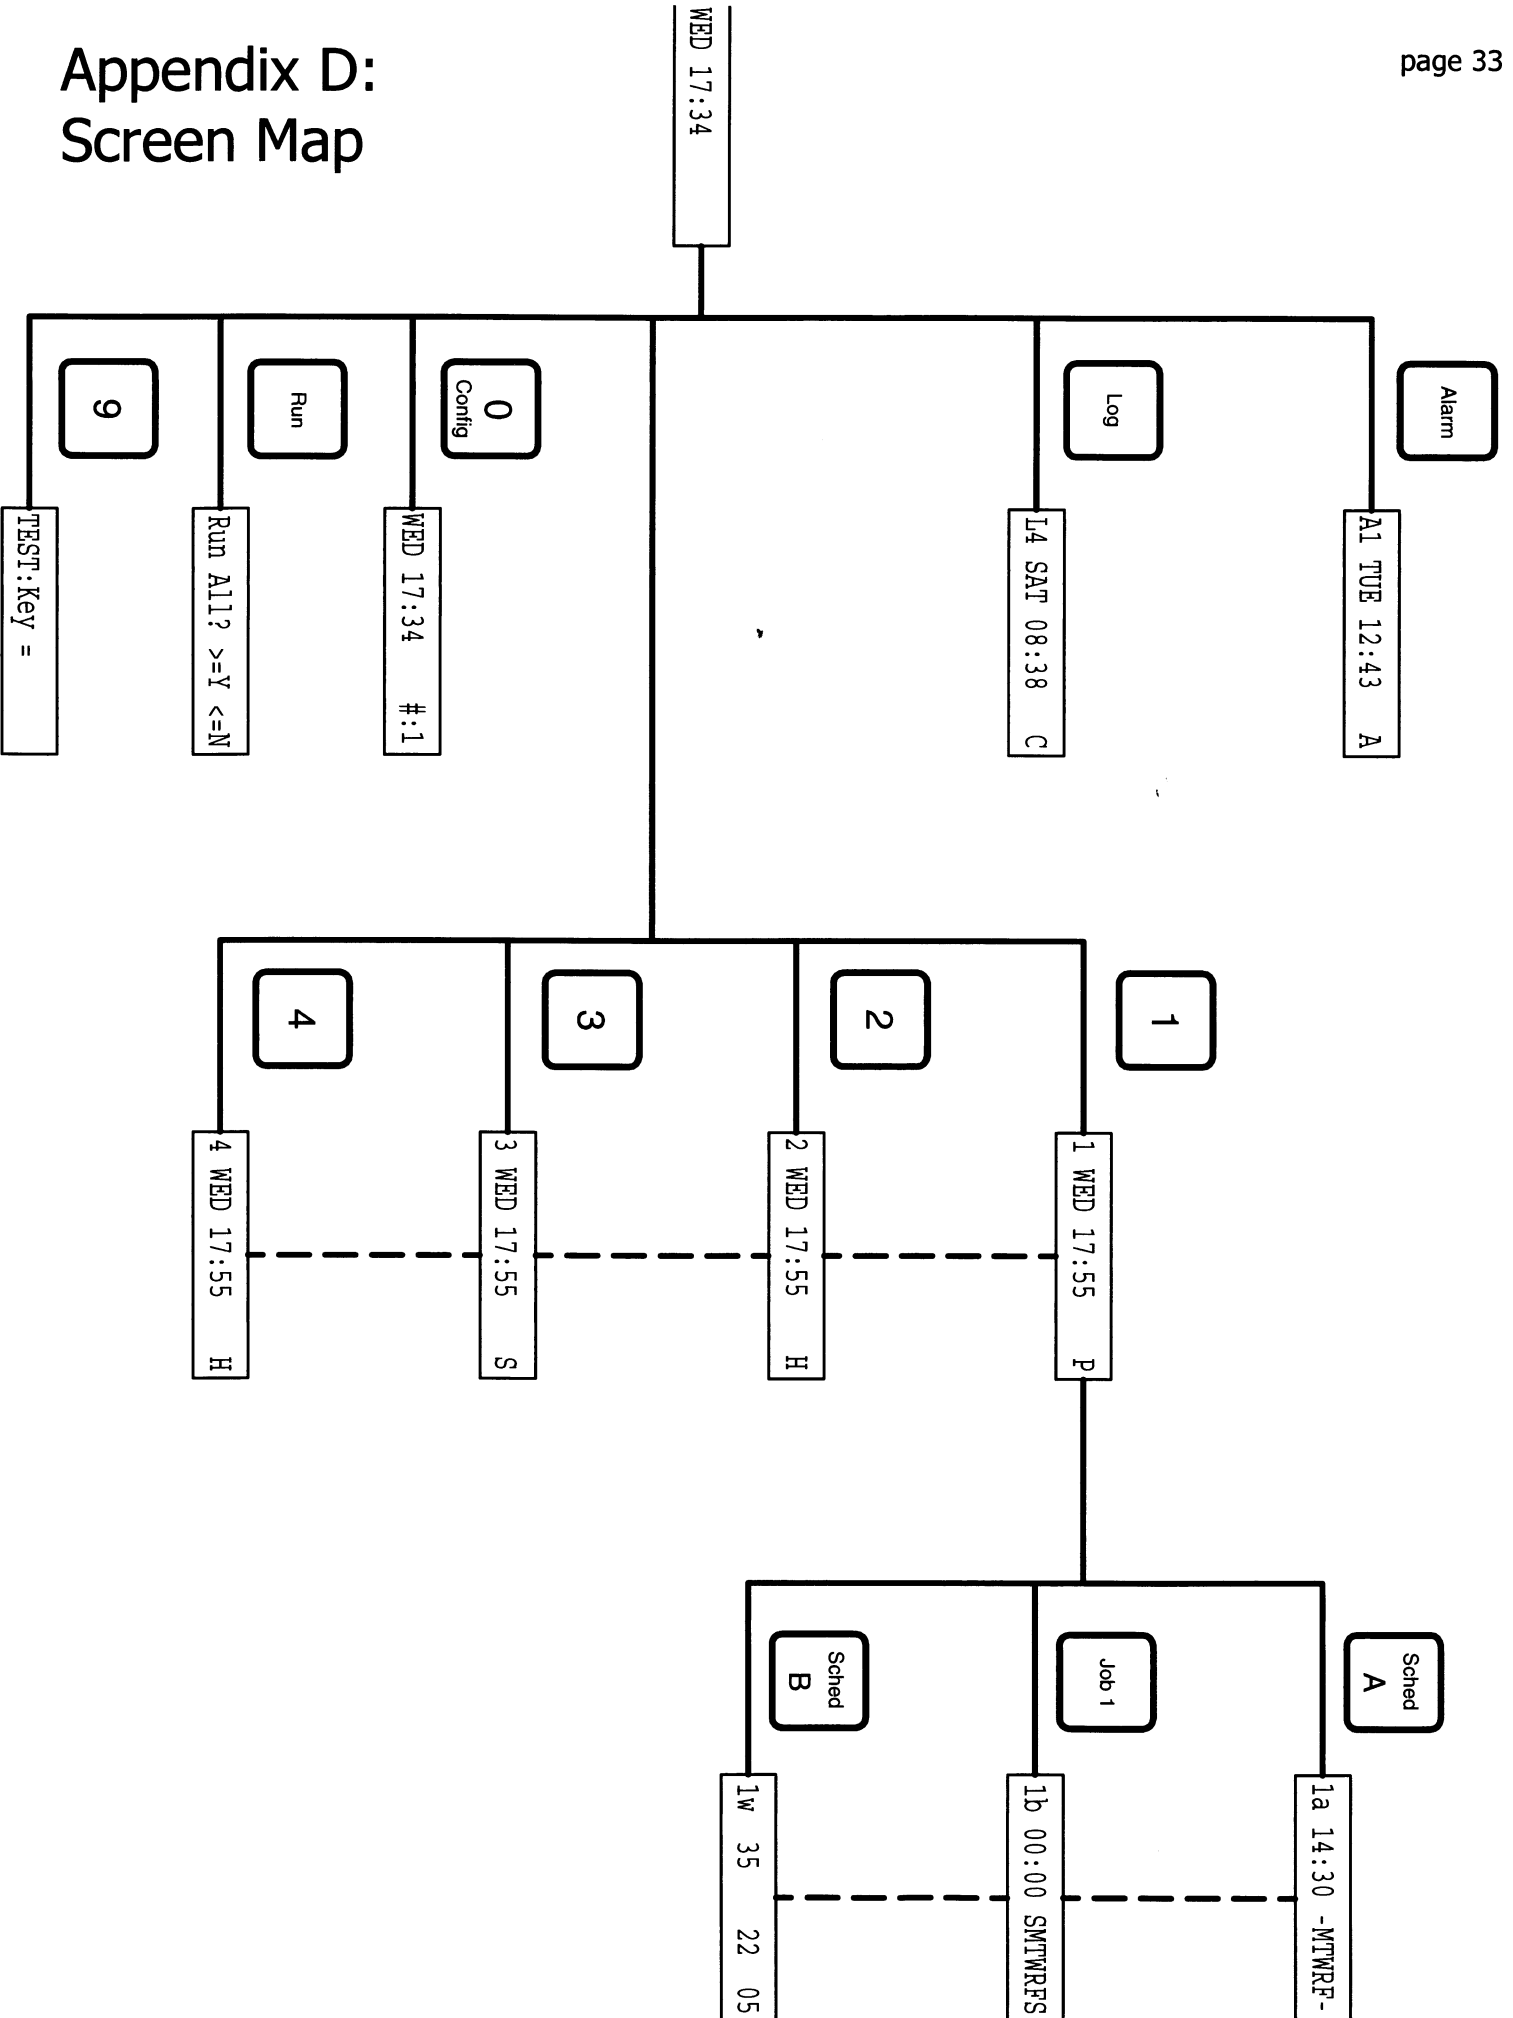 page 33
Appendix D:
Screen Map
WED 17:34
Alarm
A1 TUE 12:43  A
Log
L4 SAT 08:38  C
0
Config
WED 17:34   #:1
Run
Run All? >=Y <=N
9
TEST:Key =
1
1 WED 17:55   P
2
2 WED 17:55   H
3
3 WED 17:55   S
4
4 WED 17:55   H
Sched
A
1a 14:30 -MTWRF-
Job 1
1b 00:00 SMTWRFS
Sched
B
1w 35   22 05